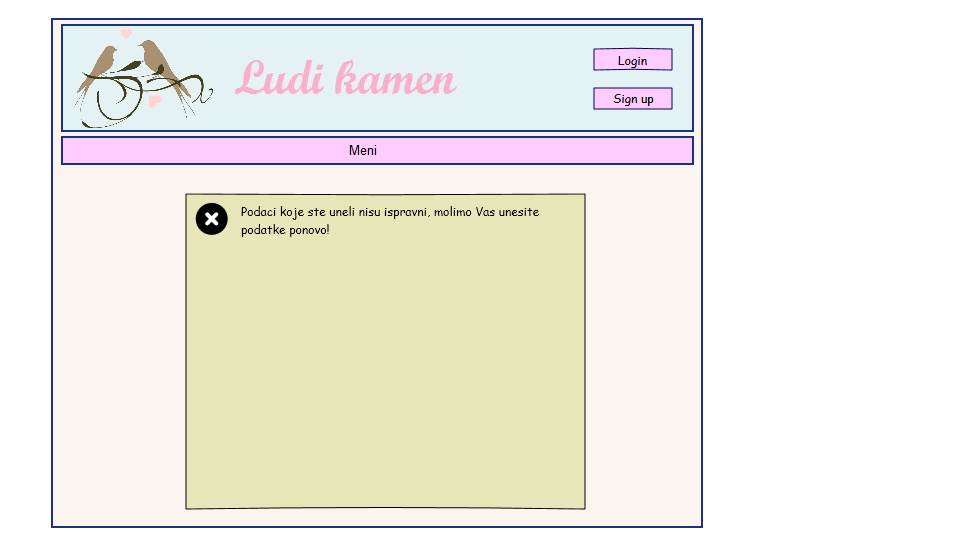 Ludi kamen
Login
Sign up
Meni
Podaci koje ste uneli nisu ispravni, molimo Vas unesite
podatke ponovo!